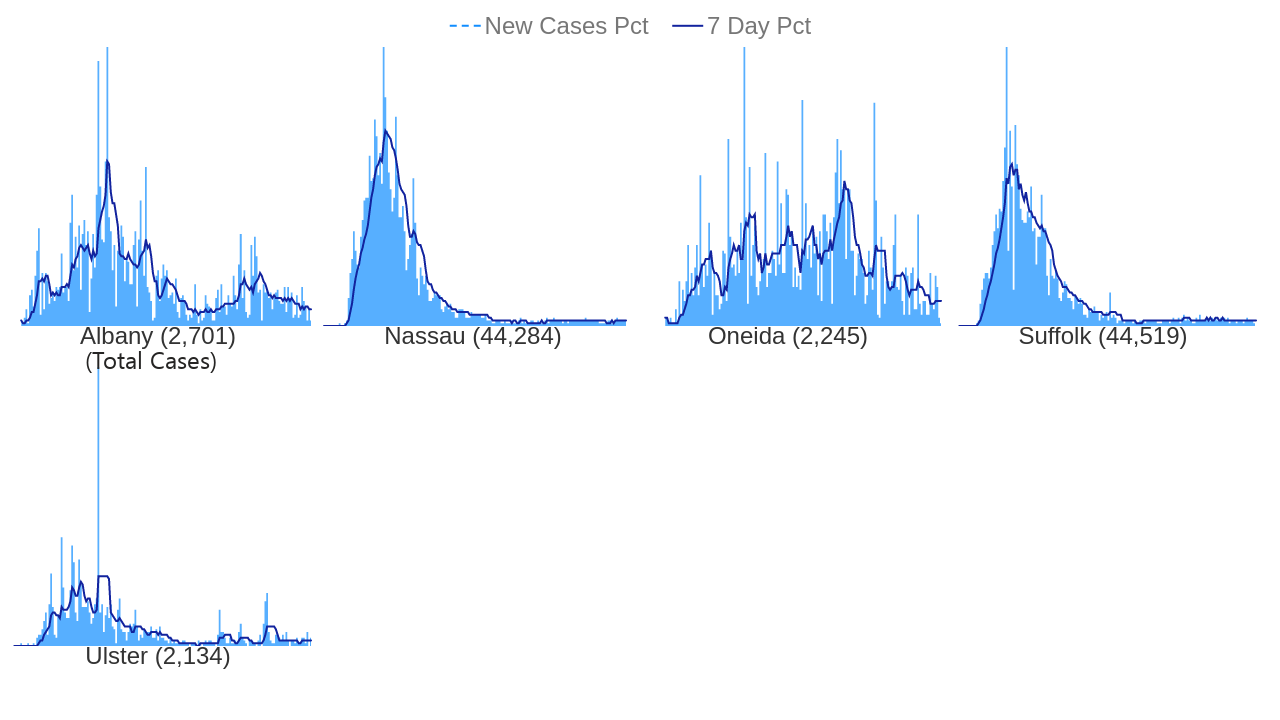 New Cases Pct 7 Day Pct
Albany (2,701) Nassau (44,284) Oneida (2,245) Suffolk (44,519)
(Total Cases)
Ulster (2,134)